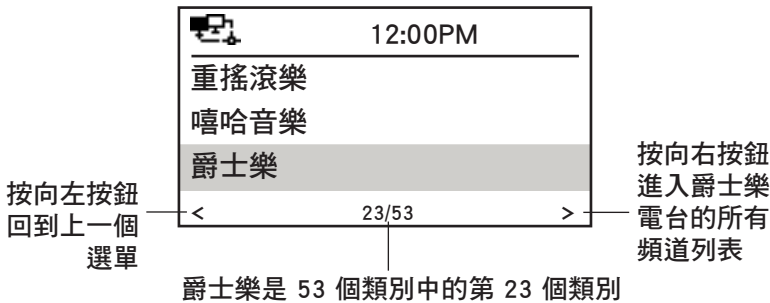 12:00PM
重搖滾樂
嘻哈音樂
爵士樂
< 23/53 >
按向左按鈕
回到上一個
選單
按向右按鈕
進入爵士樂
電台的所有
頻道列表
爵士樂是 53 個類別中的第 23 個類別